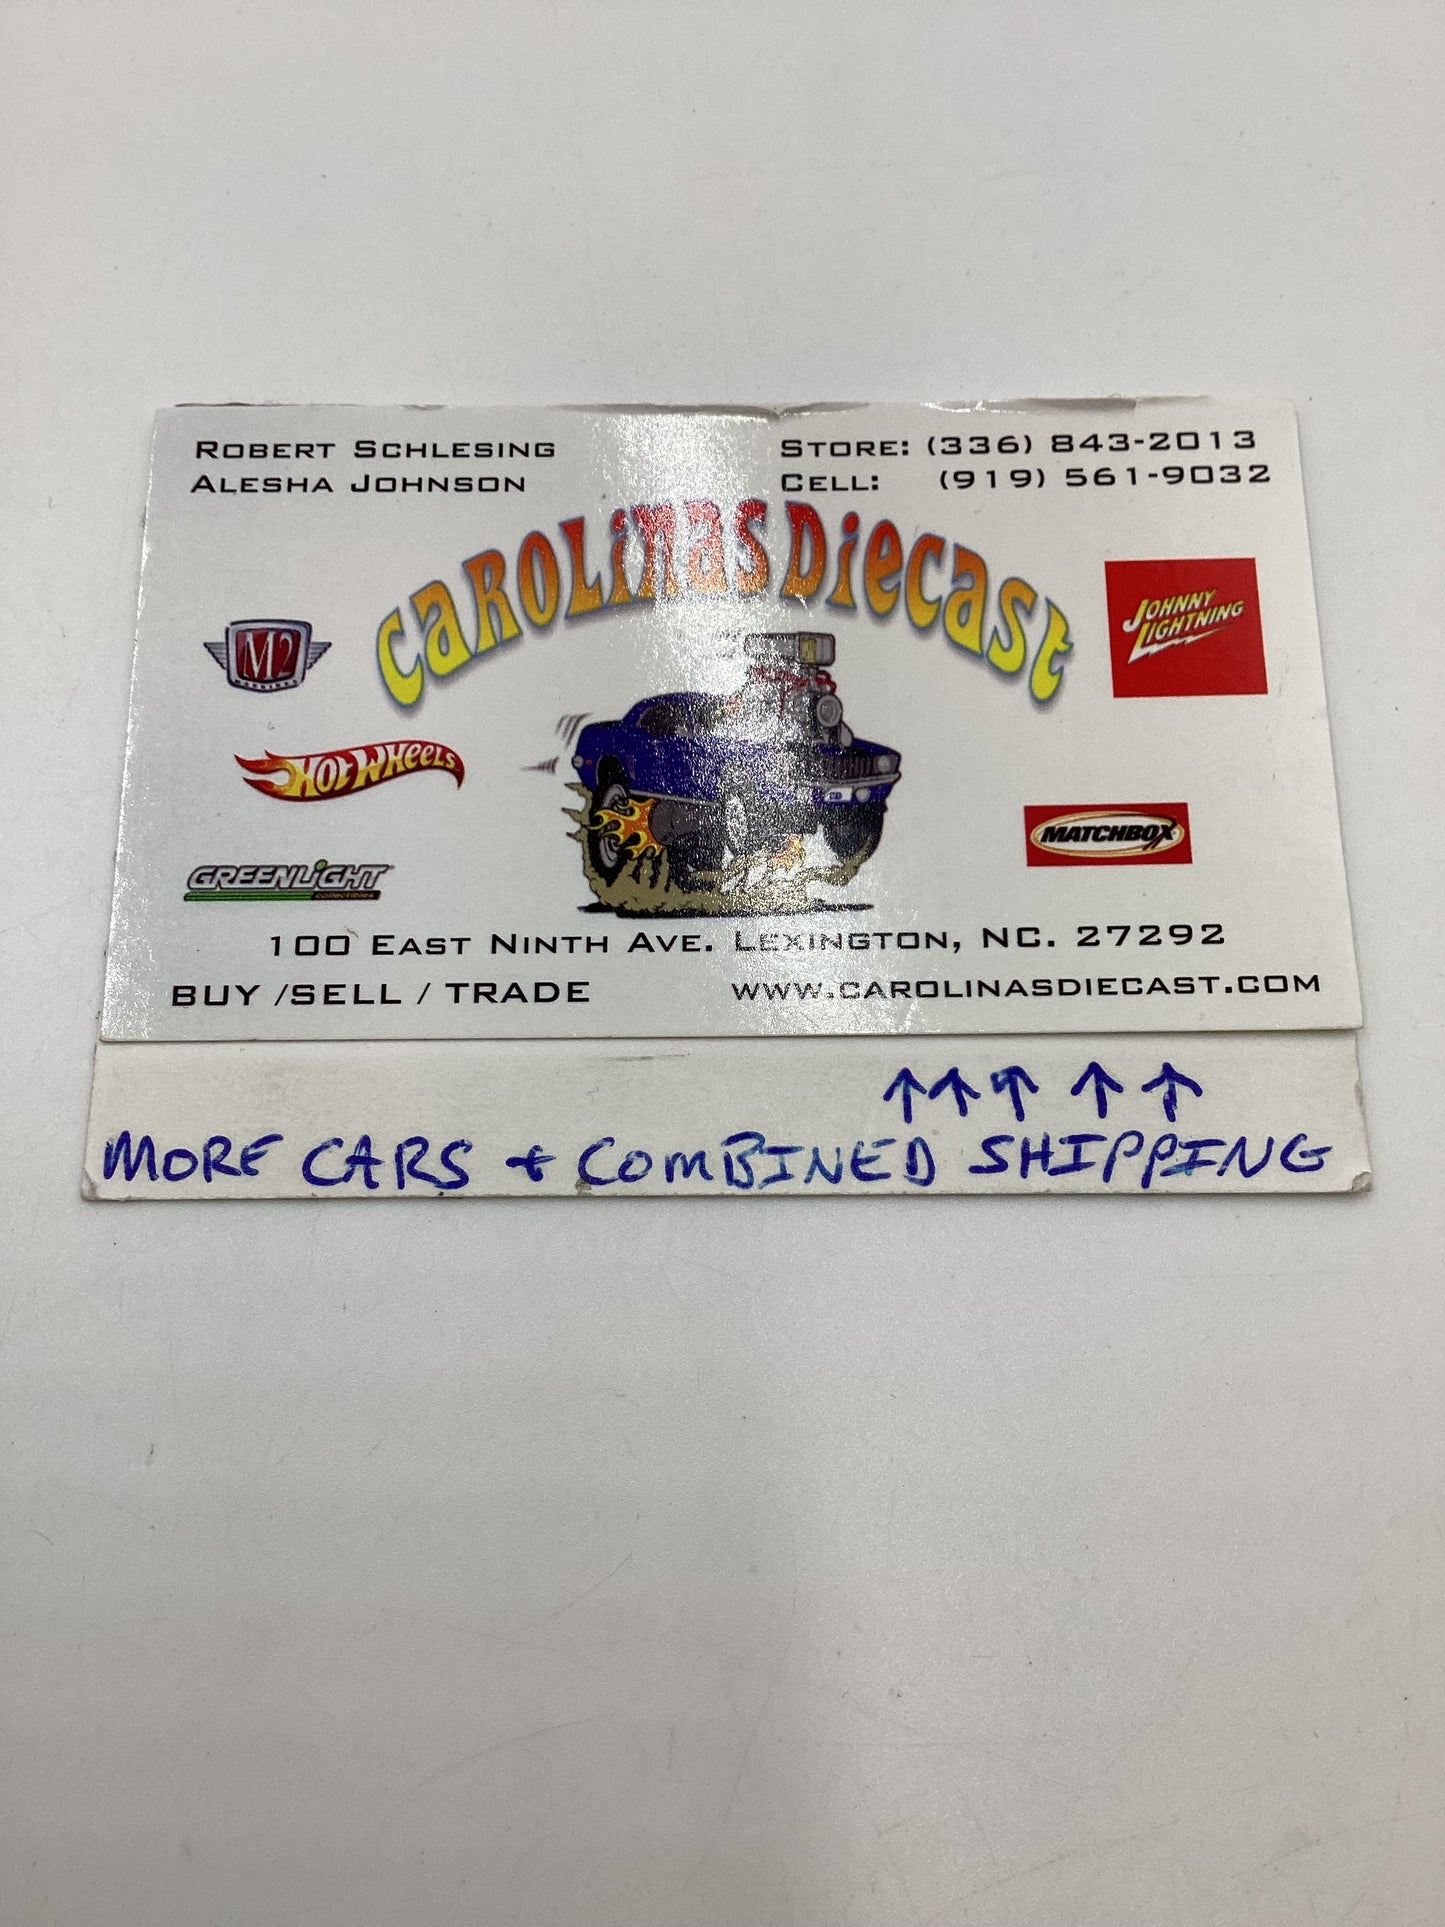 ROBERT SCHLESING
ALESHA JOHNSON
STORE: (336) 843-2013
CELL: (919) 561-9032
CAROLINAS DIECAST
M2
MACHINES
JOHNNY LIGHTNING
HOT WHEELS
MATCHBOX
GREENLIGHT
collectibles
100 EAST NINTH AVE. LEXINGTON, NC. 27292
BUY /SELL / TRADE
WWW.CAROLINASDIECAST.COM
↑ ↑ ↑ ↑ ↑
MORE CARS + COMBINED SHIPPING